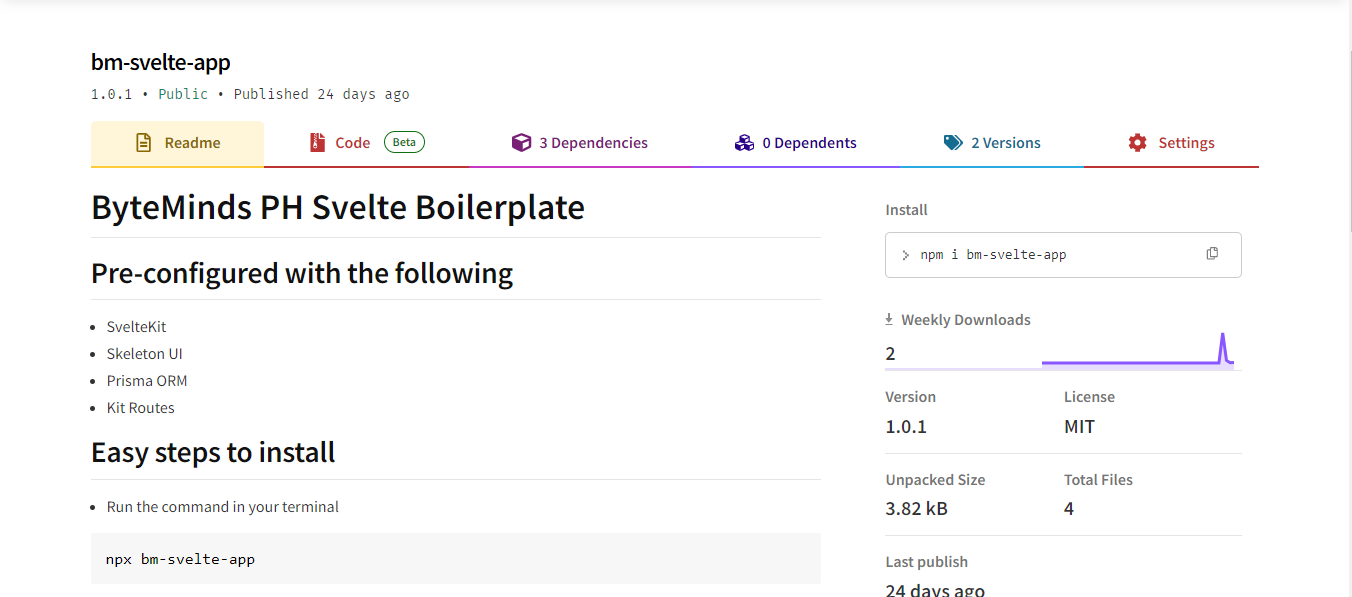 bm-svelte-app
1.0.1 • Public • Published 24 days ago
Readme
Code Beta
3 Dependencies
0 Dependents
2 Versions
Settings
ByteMinds PH Svelte Boilerplate
Pre-configured with the following
• SvelteKit
• Skeleton UI
• Prisma ORM
• Kit Routes
Easy steps to install
• Run the command in your terminal
npx bm-svelte-app
Install
> npm i bm-svelte-app
Weekly Downloads
2
Version
1.0.1
License
MIT
Unpacked Size
3.82 kB
Total Files
4
Last publish
24 days ago